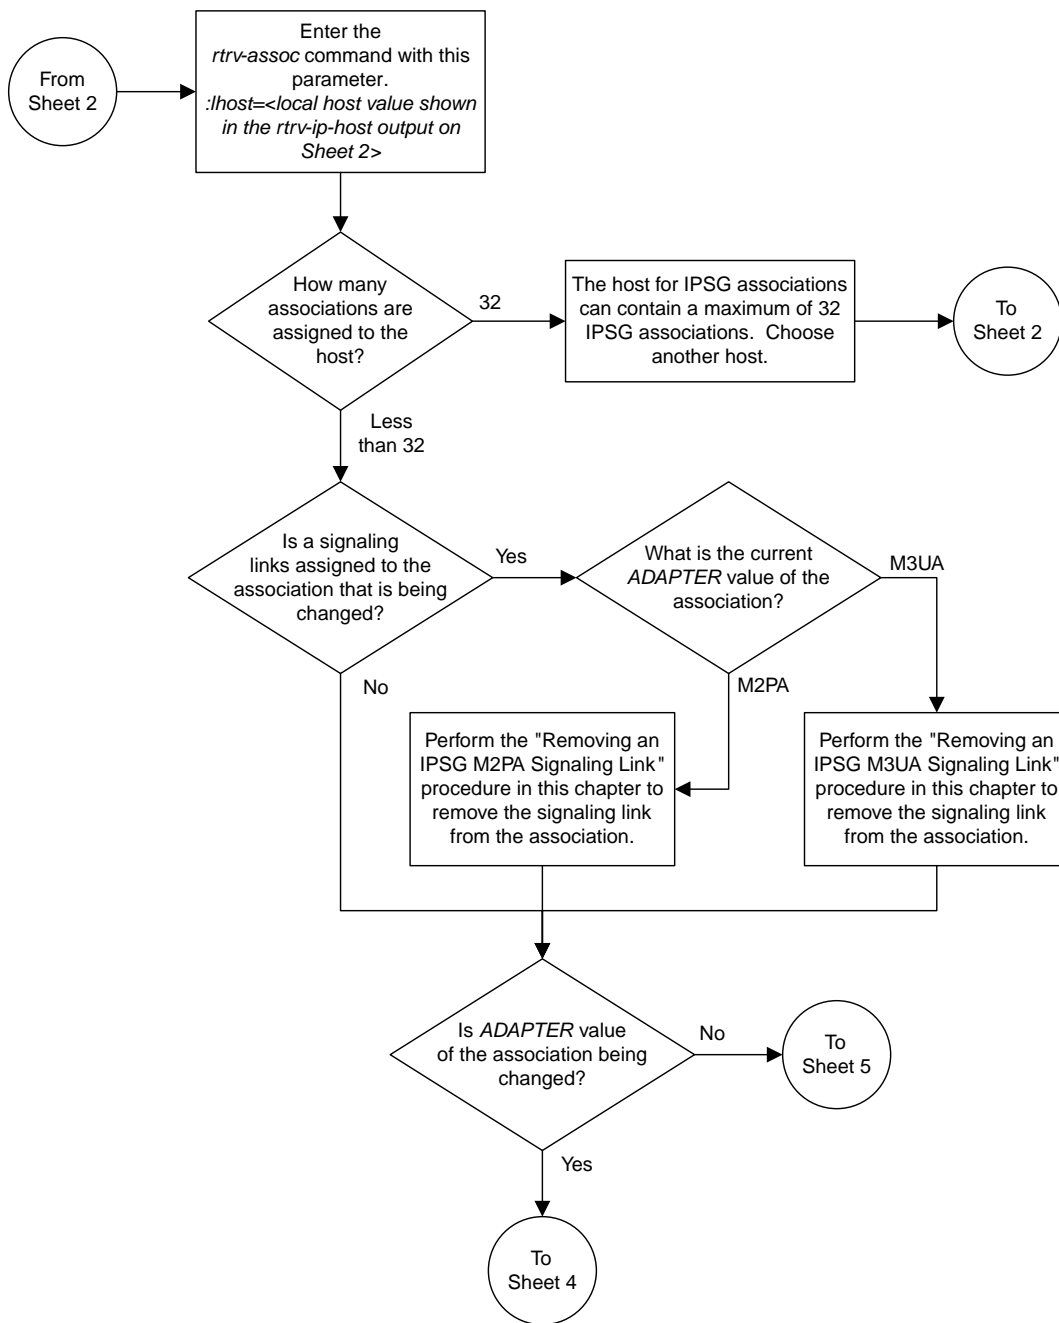 From
Sheet 2
Enter the
rtrv-assoc command with this
parameter.
:lhost=<local host value shown
in the rtrv-ip-host output on
Sheet 2>
How many
associations are
assigned to the
host?
32
The host for IPSG associations
can contain a maximum of 32
IPSG associations.  Choose
another host.
To
Sheet 2
Less
than 32
Is a signaling
links assigned to the
association that is being
changed?
Yes
What is the current
ADAPTER value of the
association?
M3UA
No
M2PA
Perform the "Removing an
IPSG M2PA Signaling Link"
procedure in this chapter to
remove the signaling link
from the association.
Perform the "Removing an
IPSG M3UA Signaling Link"
procedure in this chapter to
remove the signaling link
from the association.
Is ADAPTER value
of the association being
changed?
No
To
Sheet 5
Yes
To
Sheet 4